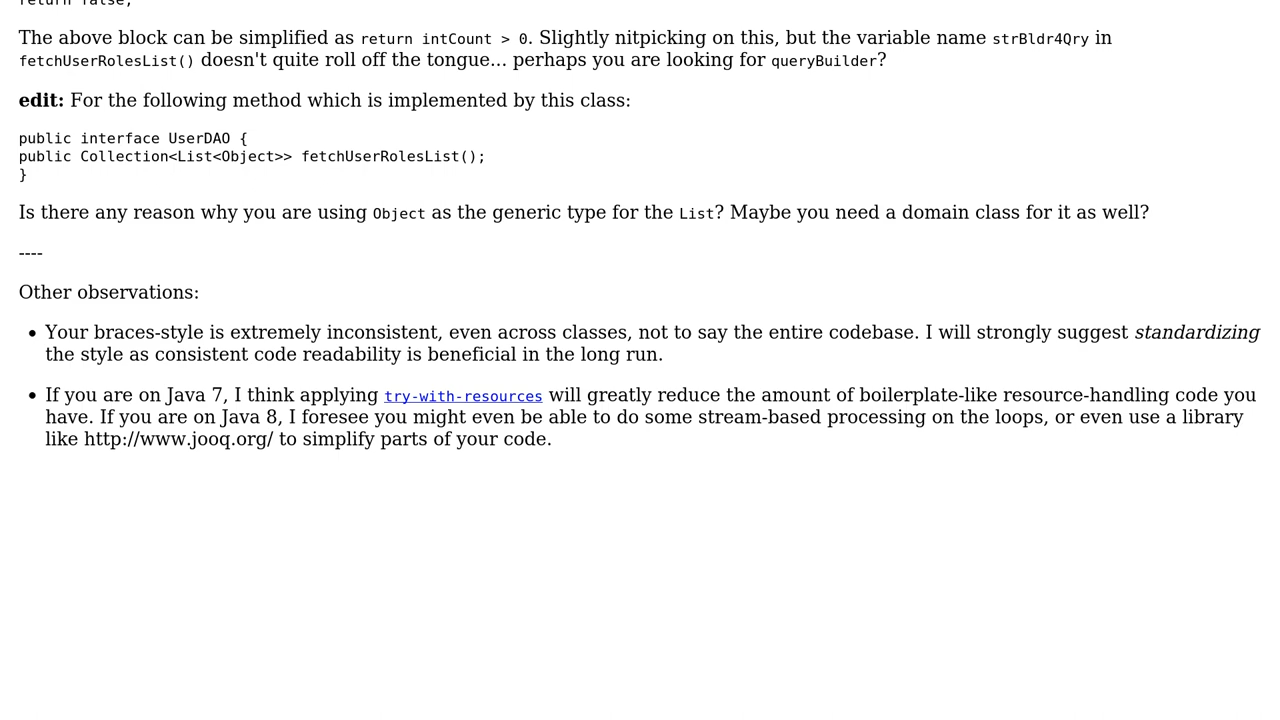 return false;
The above block can be simplified as return intCount > 0. Slightly nitpicking on this, but the variable name strBldr4Qry in
fetchUserRolesList() doesn't quite roll off the tongue... perhaps you are looking for queryBuilder?
edit: For the following method which is implemented by this class:
public interface UserDAO {
public Collection<List<Object>> fetchUserRolesList();
}
Is there any reason why you are using Object as the generic type for the List? Maybe you need a domain class for it as well?
----
Other observations:
• Your braces-style is extremely inconsistent, even across classes, not to say the entire codebase. I will strongly suggest standardizing
the style as consistent code readability is beneficial in the long run.
• If you are on Java 7, I think applying try-with-resources will greatly reduce the amount of boilerplate-like resource-handling code you
have. If you are on Java 8, I foresee you might even be able to do some stream-based processing on the loops, or even use a library
like http://www.jooq.org/ to simplify parts of your code.